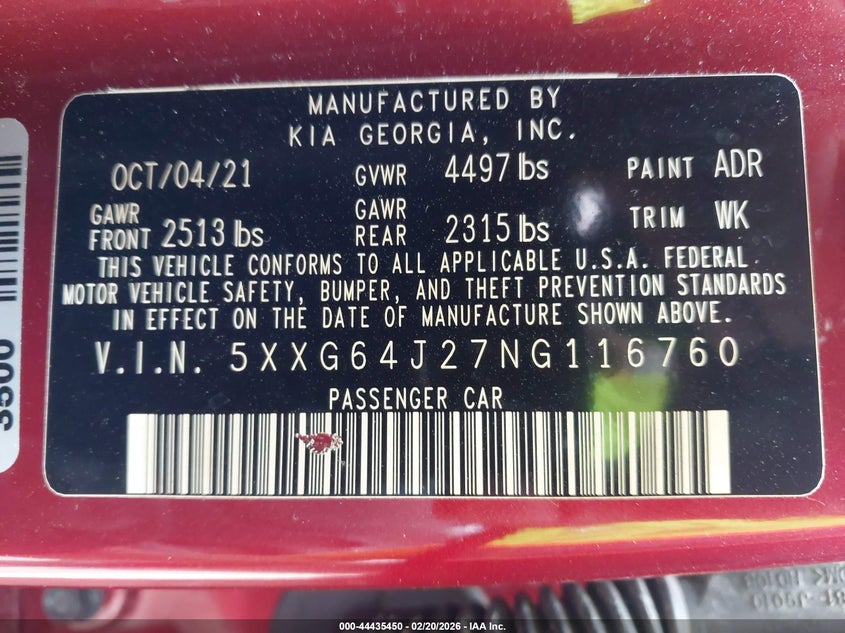 MANUFACTURED BY
KIA GEORGIA, INC.
OCT/04/21 GVWR 4497 lbs PAINT ADR
GAWR FRONT 2513 lbs GAWR REAR 2315 lbs TRIM WK
THIS VEHICLE CONFORMS TO ALL APPLICABLE U.S.A. FEDERAL
MOTOR VEHICLE SAFETY, BUMPER, AND THEFT PREVENTION STANDARDS
IN EFFECT ON THE DATE OF MANUFACTURE SHOWN ABOVE.
V.I.N. 5XXG64J27NG116760
PASSENGER CAR
000-44435450 — 02/20/2026 — IAA Inc.